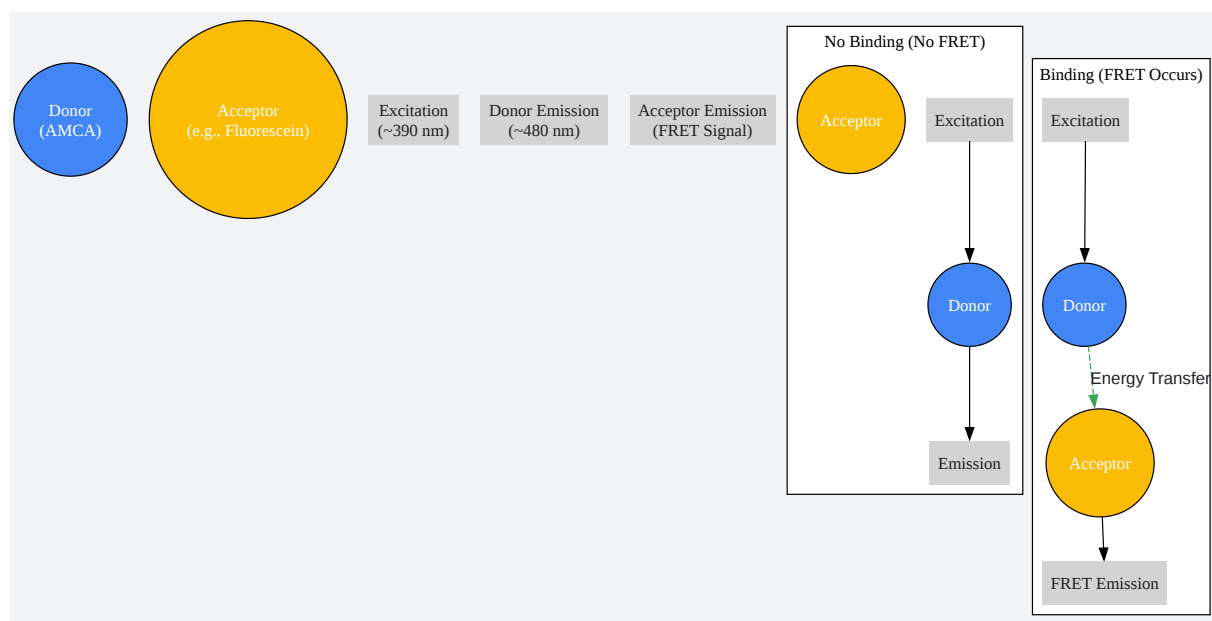 Donor
(AMCA)
Acceptor
(e.g., Fluorescein)
Excitation
(~390 nm)
Donor Emission
(~480 nm)
Acceptor Emission
(FRET Signal)
No Binding (No FRET)
Acceptor
Excitation
Donor
Emission
Binding (FRET Occurs)
Excitation
Donor
Energy Transfer
Acceptor
FRET Emission